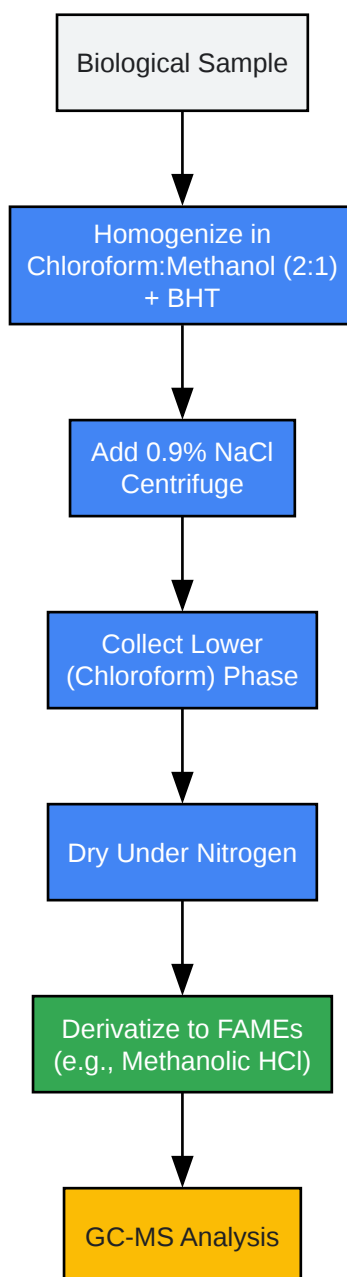 Biological Sample
Homogenize in
Chloroform:Methanol (2:1)
+ BHT
Add 0.9% NaCl
Centrifuge
Collect Lower
(Chloroform) Phase
Dry Under Nitrogen
Derivatize to FAMEs
(e.g., Methanolic HCl)
GC-MS Analysis